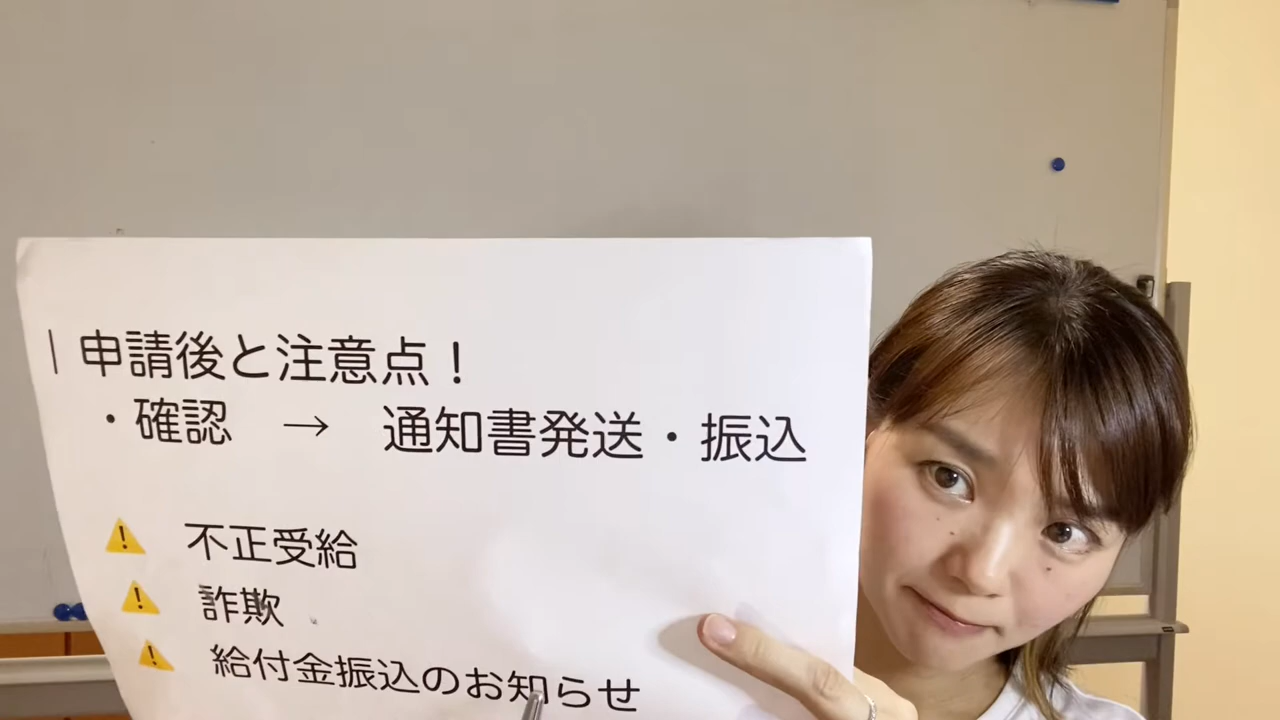 ｜申請後と注意点！
・確認　→　通知書発送・振込
⚠ 不正受給
⚠ 詐欺
⚠ 給付金振込のお知らせ